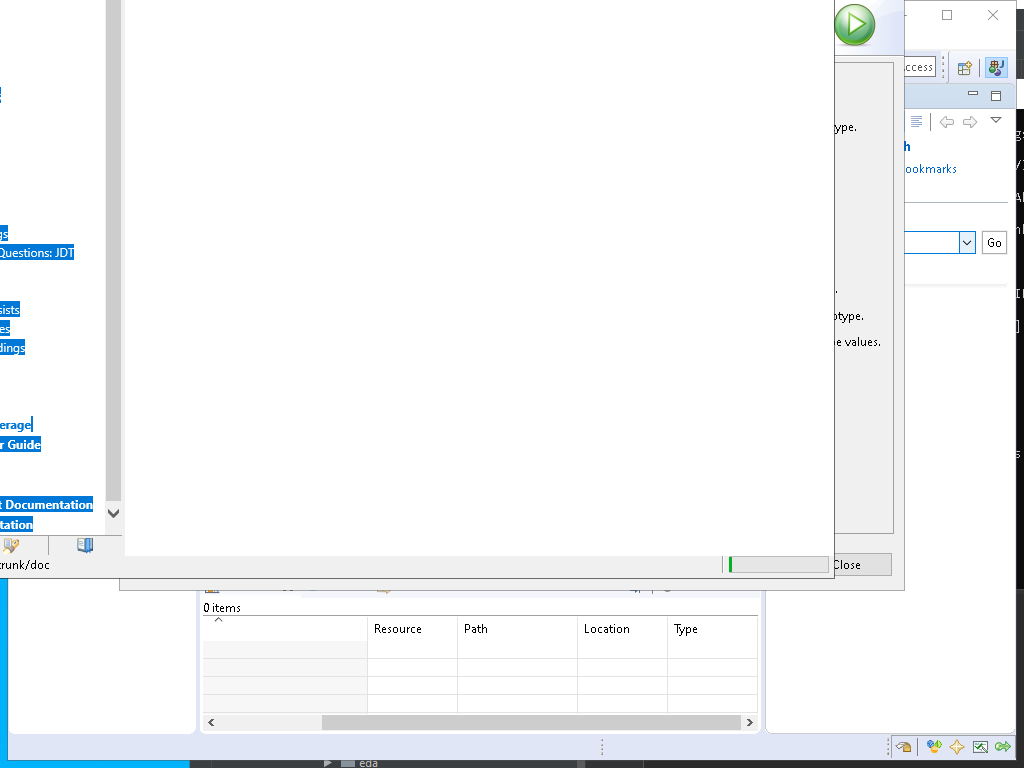 ccess
ype.
h
ookmarks
gs
Questions: JDT
Go
sists
es
otype.
dings
e values.
erage
r Guide
t Documentation
tation
trunk/doc
Close
0 items
Resource Path Location Type
eda